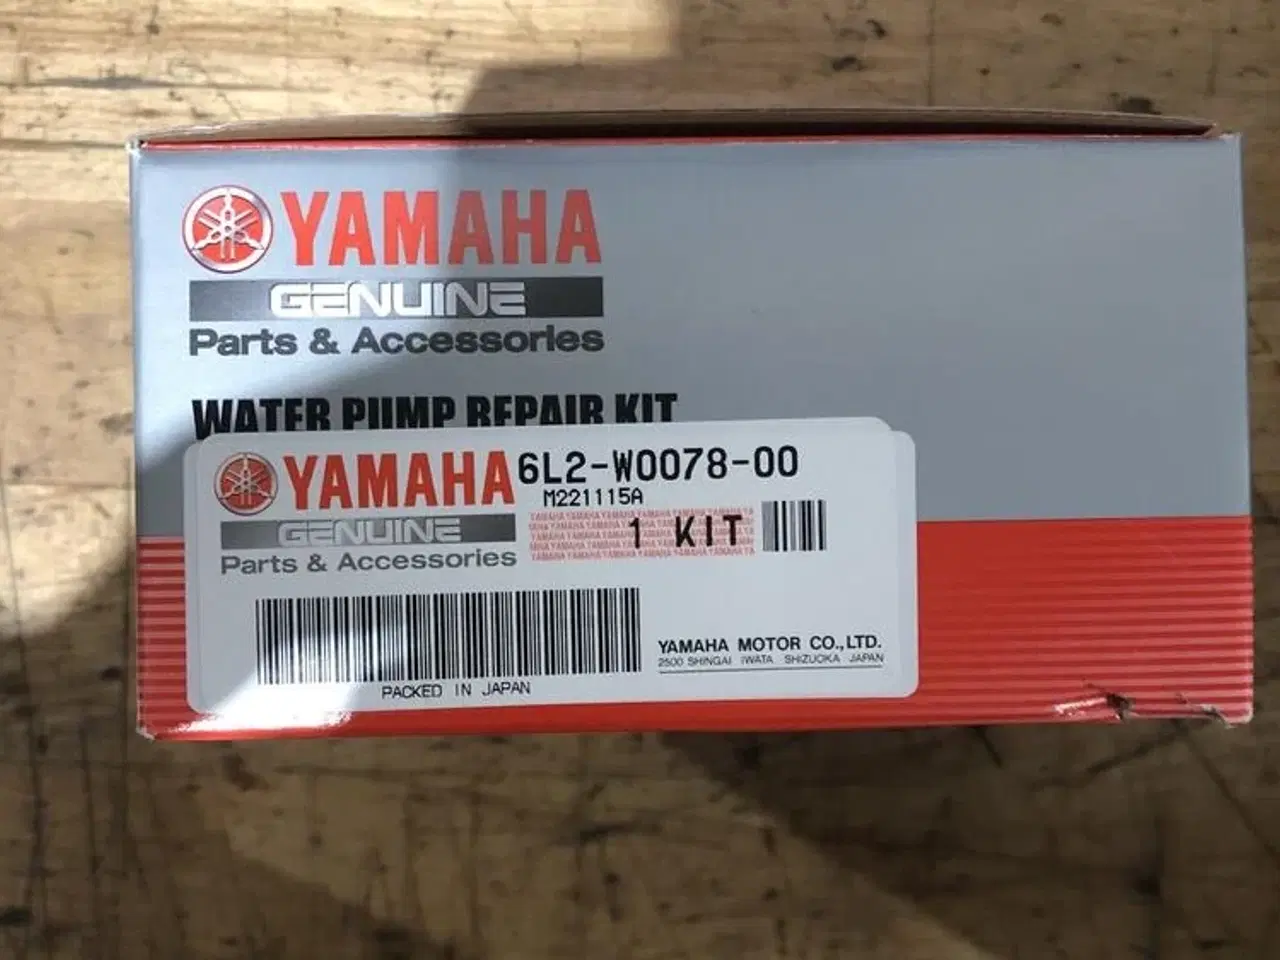 YAMAHA
GENUINE
Parts & Accessories
WATER PUMP REPAIR KIT
YAMAHA 6L2-W0078-00
M221115A
GENUINE
1 KIT
Parts & Accessories
YAMAHA MOTOR CO.,LTD.
2500 SHINGAI IWATA SHIZUOKA JAPAN
PACKED IN JAPAN